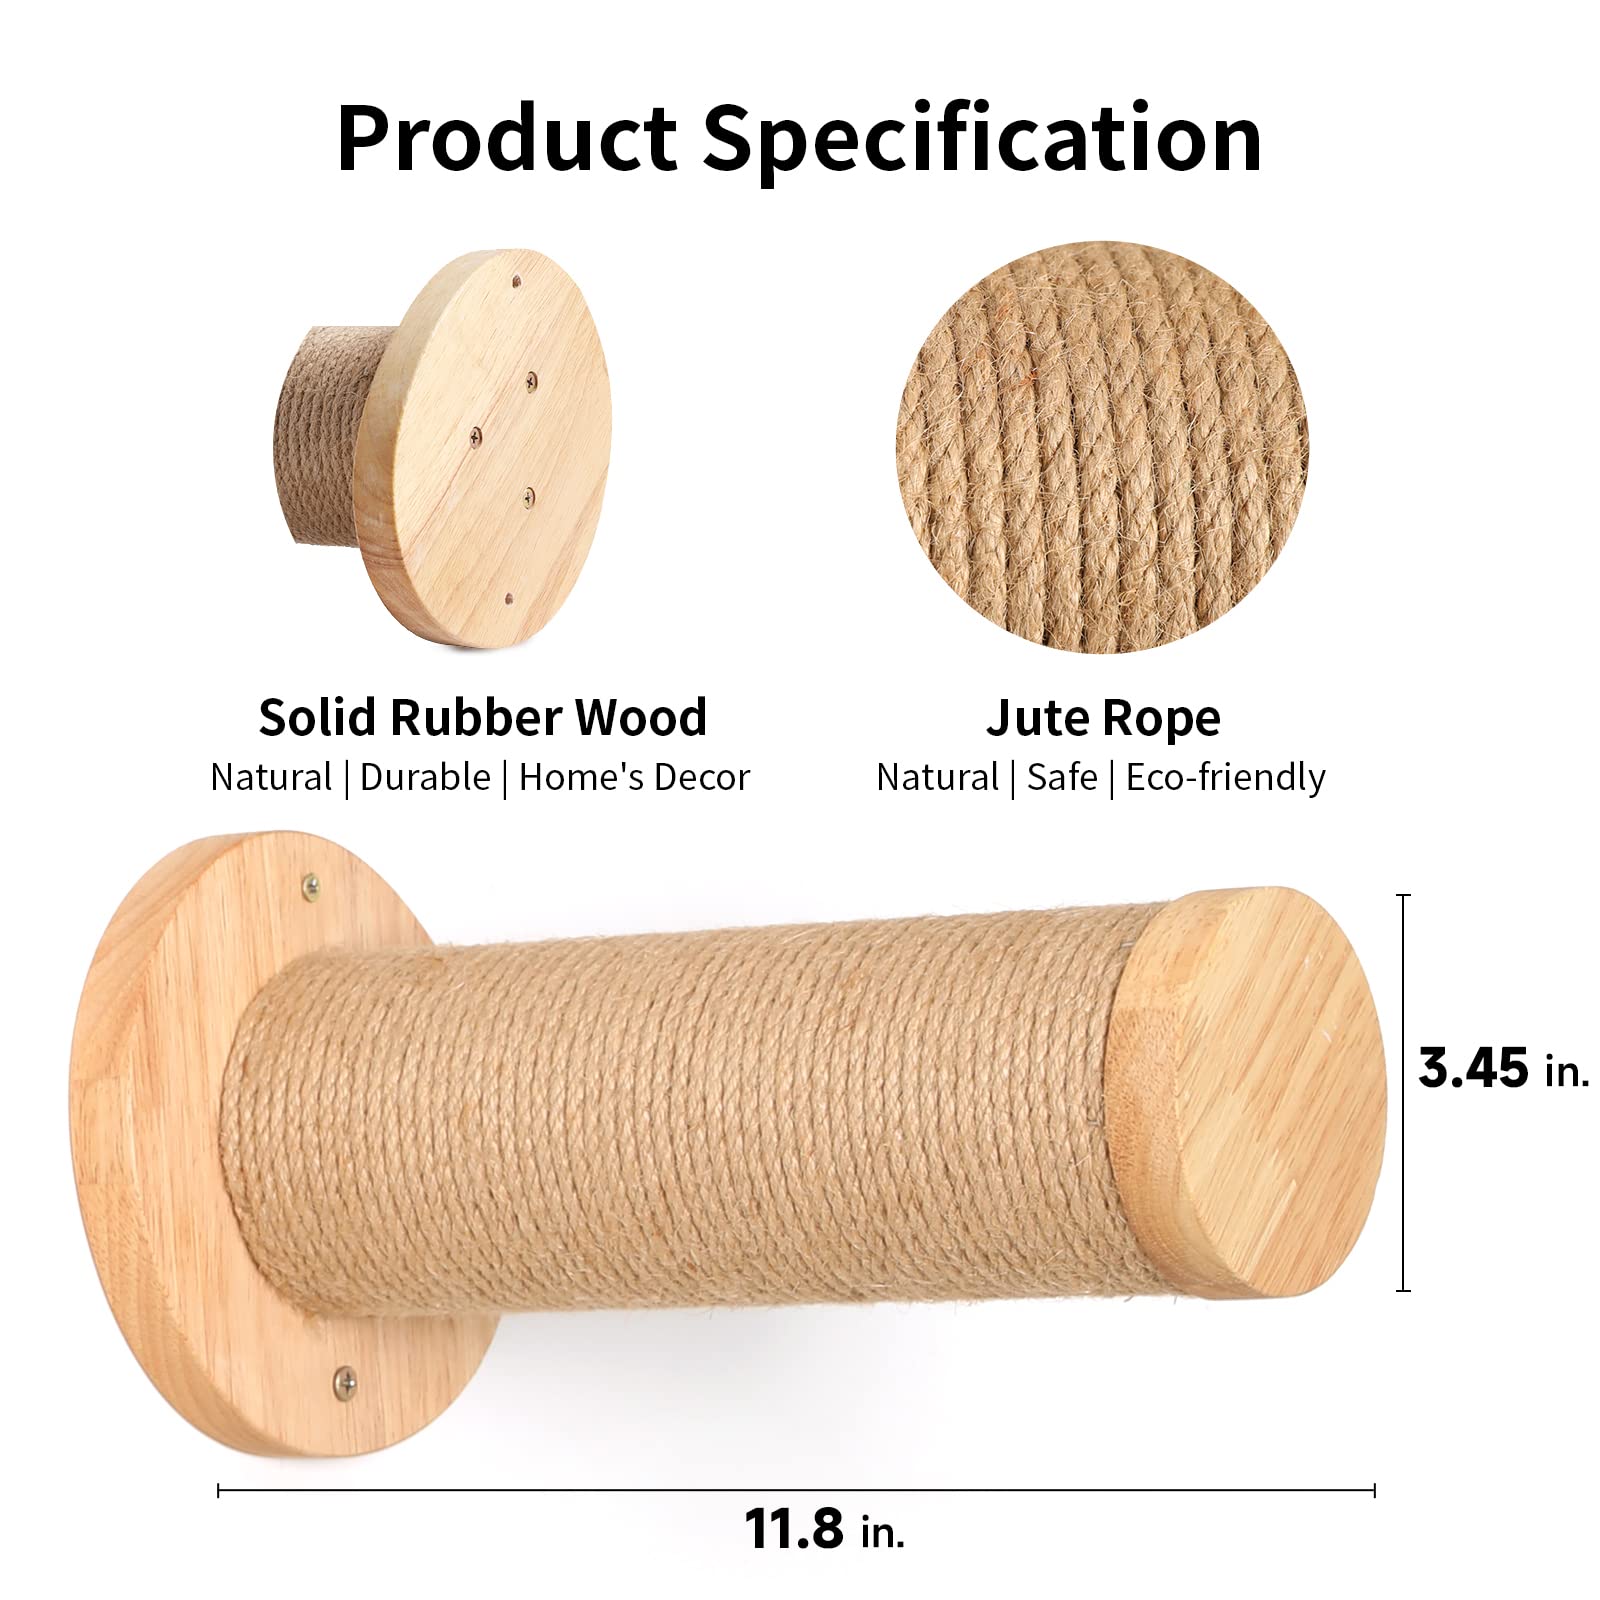 Product Specification
Solid Rubber Wood
Natural | Durable | Home's Decor
Jute Rope
Natural | Safe | Eco-friendly
3.45 in.
11.8 in.